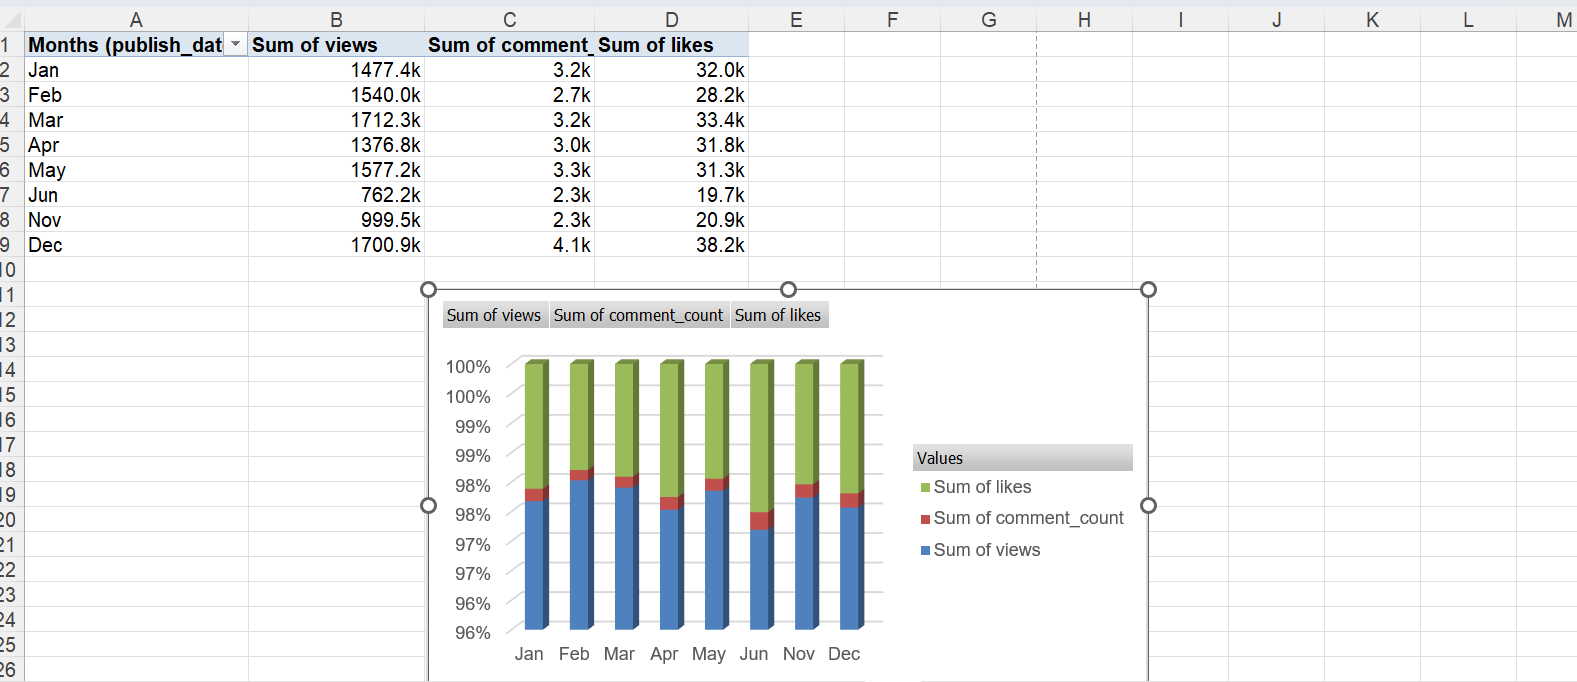 A B C D E F G H I J K L M
1 Months (publish_dat Sum of views Sum of comment_ Sum of likes
2 Jan 1477.4k 3.2k 32.0k
3 Feb 1540.0k 2.7k 28.2k
4 Mar 1712.3k 3.2k 33.4k
5 Apr 1376.8k 3.0k 31.8k
6 May 1577.2k 3.3k 31.3k
7 Jun 762.2k 2.3k 19.7k
8 Nov 999.5k 2.3k 20.9k
9 Dec 1700.9k 4.1k 38.2k
10
11
12
13
14
15
16
17
18
19
20
21
22
23
24
25
26
Sum of views Sum of comment_count Sum of likes
100%
100%
99%
99%
98%
98%
97%
97%
96%
96%
Jan Feb Mar Apr May Jun Nov Dec
Values
Sum of likes
Sum of comment_count
Sum of views